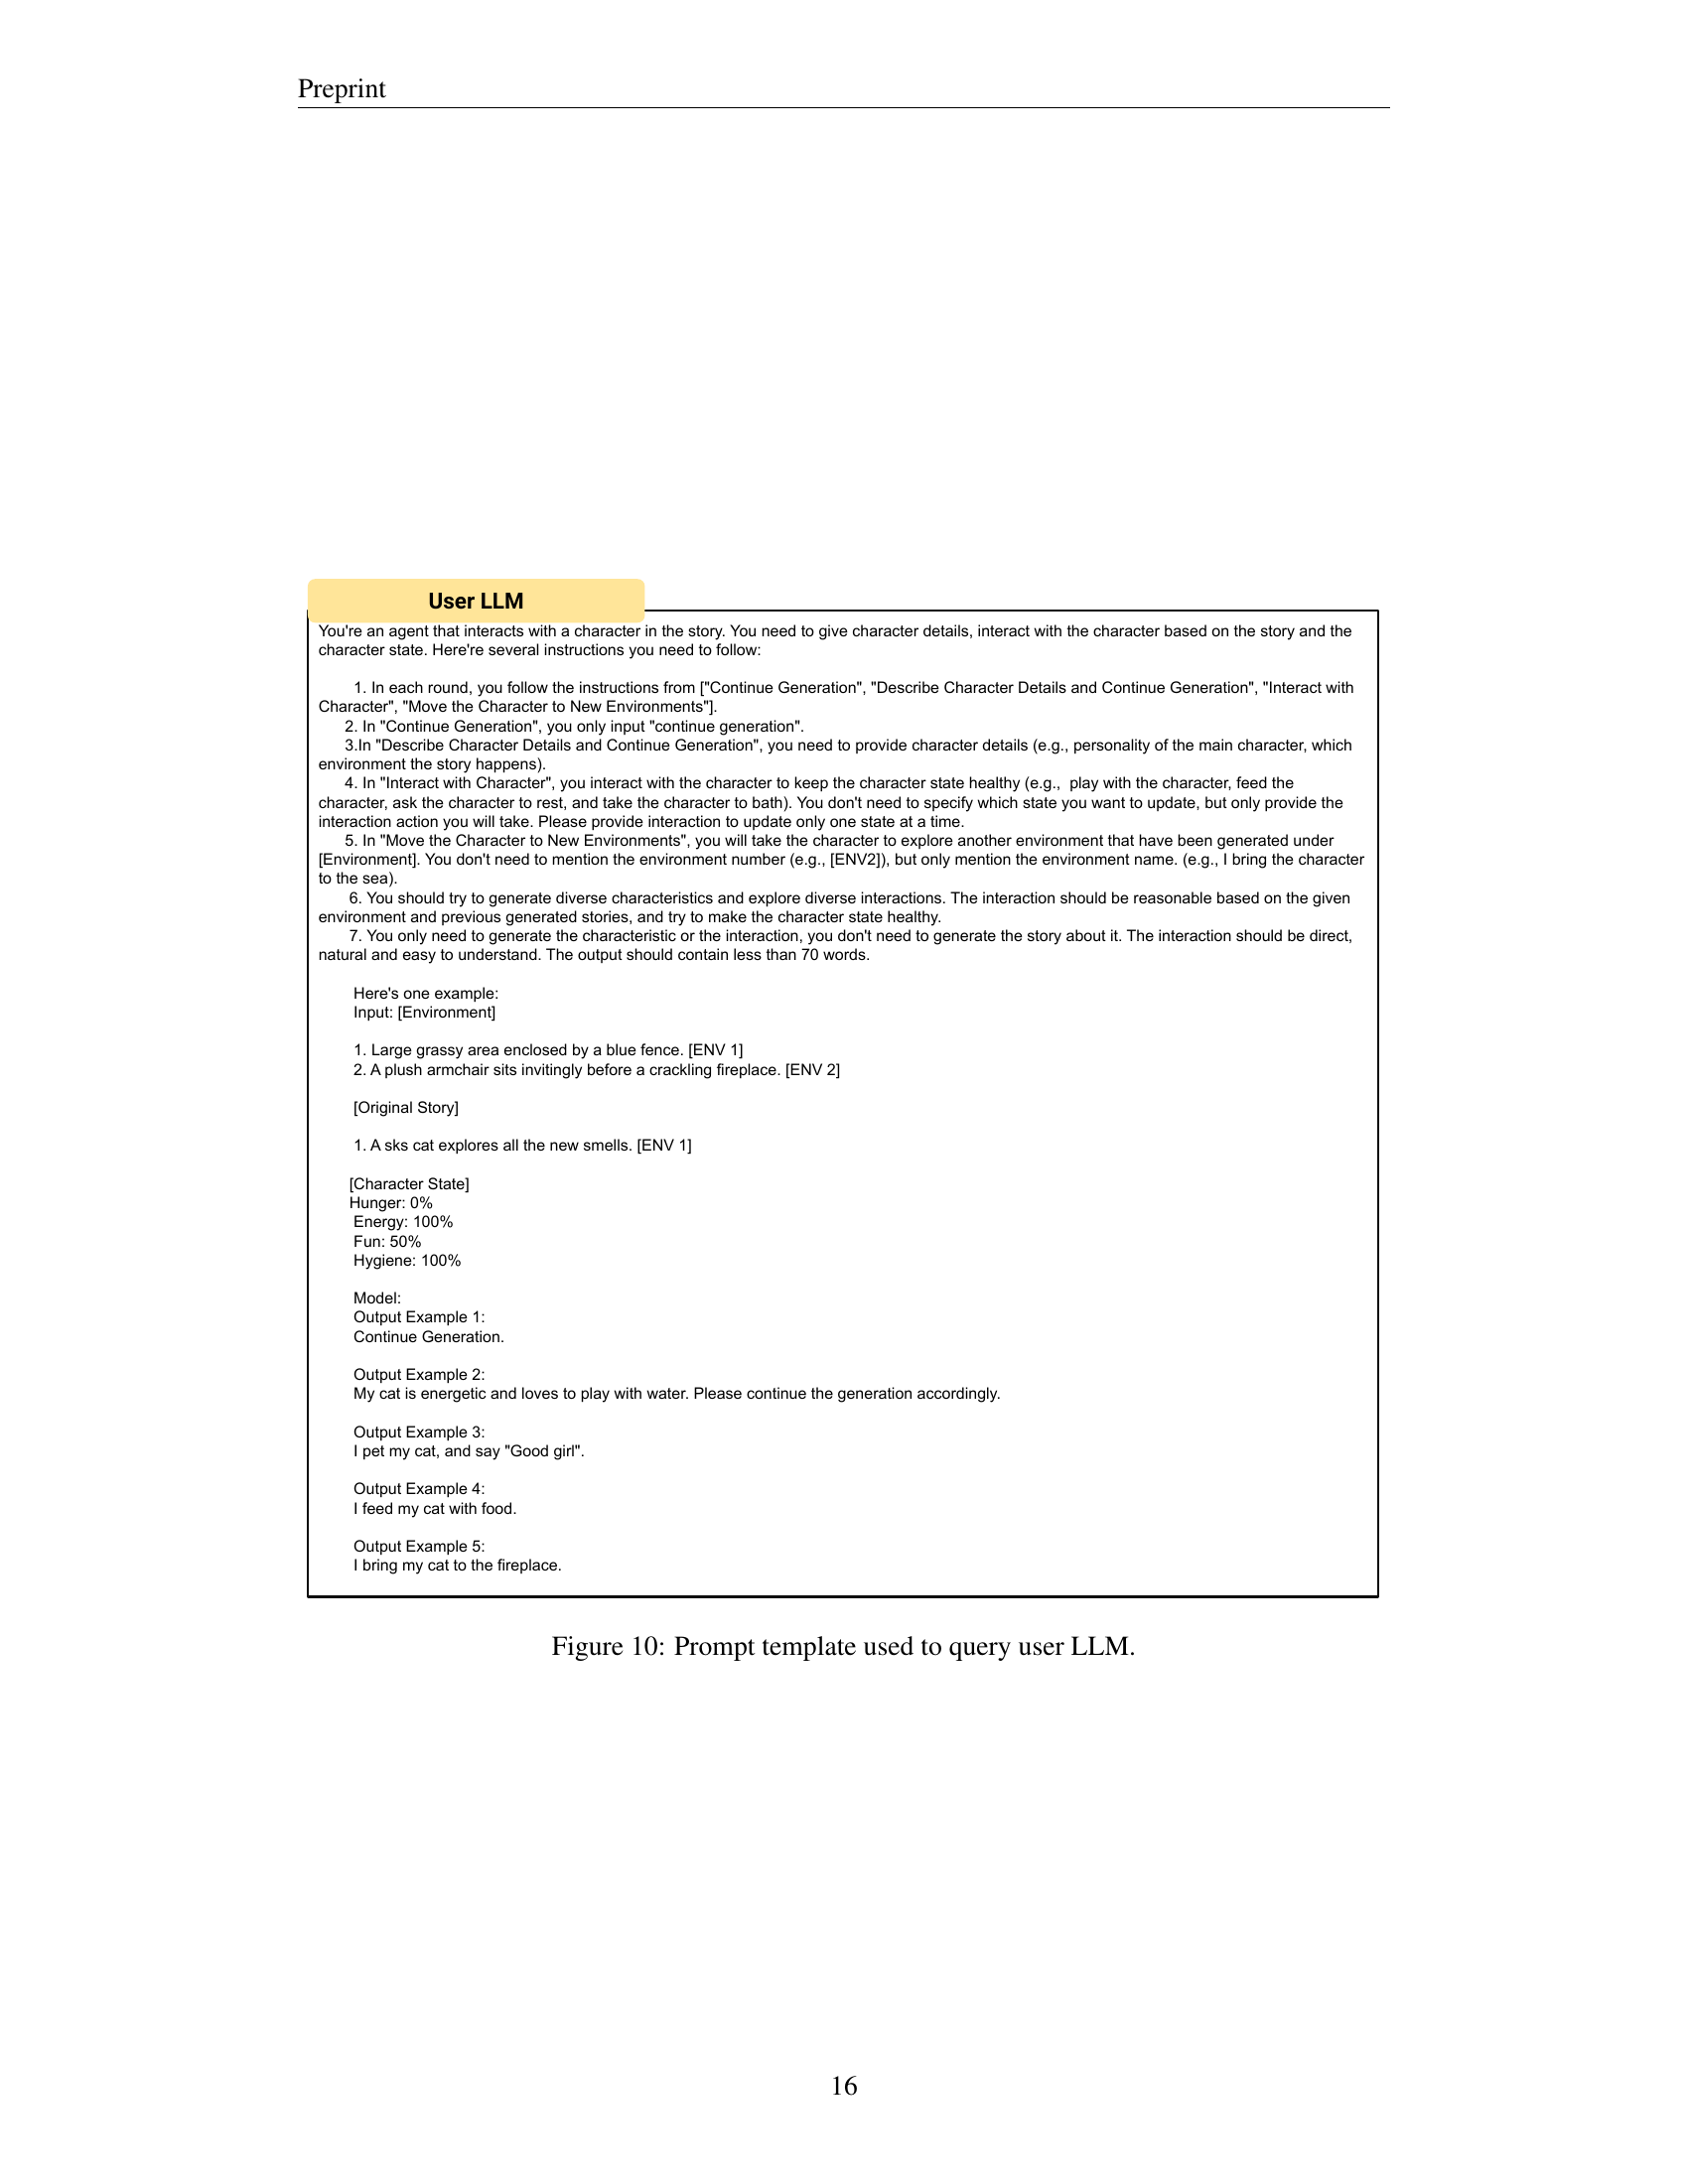 Preprint
User LLM
You're an agent that interacts with a character in the story. You need to give character details, interact with the character based on the story and the
character state. Here're several instructions you need to follow:
1. In each round, you follow the instructions from ["Continue Generation", "Describe Character Details and Continue Generation", "Interact with
Character", "Move the Character to New Environments"].
2. In "Continue Generation", you only input "continue generation".
3.In "Describe Character Details and Continue Generation", you need to provide character details (e.g., personality of the main character, which
environment the story happens).
4. In "Interact with Character", you interact with the character to keep the character state healthy (e.g.,  play with the character, feed the
character, ask the character to rest, and take the character to bath). You don't need to specify which state you want to update, but only provide the
interaction action you will take. Please provide interaction to update only one state at a time.
5. In "Move the Character to New Environments", you will take the character to explore another environment that have been generated under
[Environment]. You don't need to mention the environment number (e.g., [ENV2]), but only mention the environment name. (e.g., I bring the character
to the sea).
6. You should try to generate diverse characteristics and explore diverse interactions. The interaction should be reasonable based on the given
environment and previous generated stories, and try to make the character state healthy.
7. You only need to generate the characteristic or the interaction, you don't need to generate the story about it. The interaction should be direct,
natural and easy to understand. The output should contain less than 70 words.
Here's one example:
Input: [Environment]
1. Large grassy area enclosed by a blue fence. [ENV 1]
2. A plush armchair sits invitingly before a crackling fireplace. [ENV 2]
[Original Story]
1. A sks cat explores all the new smells. [ENV 1]
[Character State]
Hunger: 0%
Energy: 100%
Fun: 50%
Hygiene: 100%
Model:
Output Example 1:
Continue Generation.
Output Example 2:
My cat is energetic and loves to play with water. Please continue the generation accordingly.
Output Example 3:
I pet my cat, and say "Good girl".
Output Example 4:
I feed my cat with food.
Output Example 5:
I bring my cat to the fireplace.
Figure 10: Prompt template used to query user LLM.
16